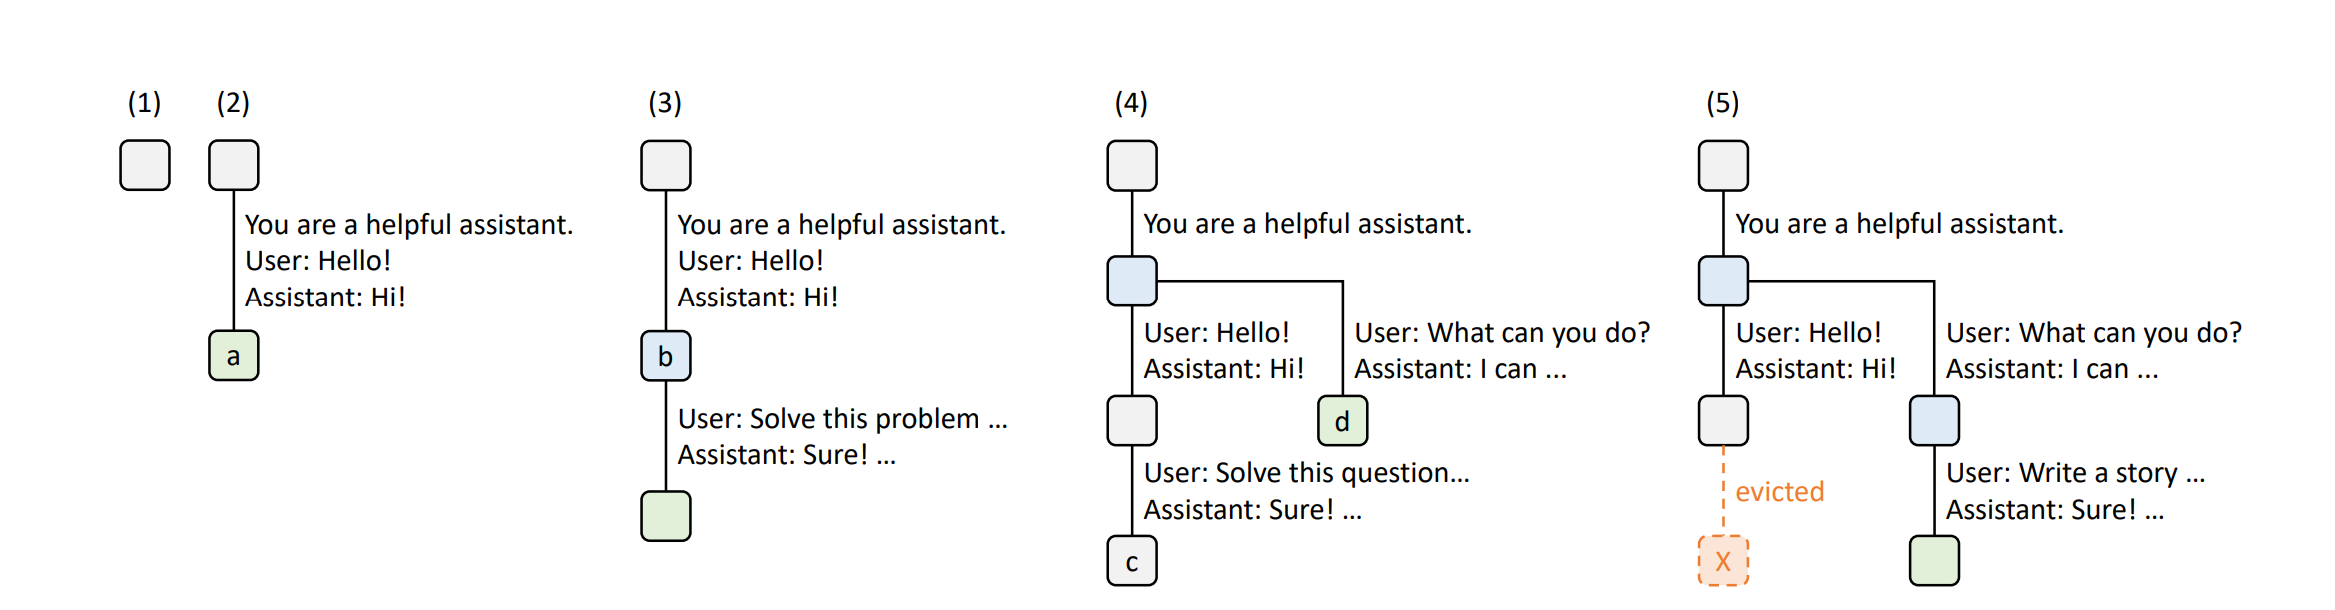 (1)
(2)
You are a helpful assistant.
User: Hello!
Assistant: Hi!
a
(3)
You are a helpful assistant.
User: Hello!
Assistant: Hi!
b
User: Solve this problem ...
Assistant: Sure! ...
(4)
You are a helpful assistant.
User: Hello!
Assistant: Hi!
User: What can you do?
Assistant: I can ...
d
User: Solve this question...
Assistant: Sure! ...
c
(5)
You are a helpful assistant.
User: Hello!
Assistant: Hi!
User: What can you do?
Assistant: I can ...
evicted
X
User: Write a story ...
Assistant: Sure! ...